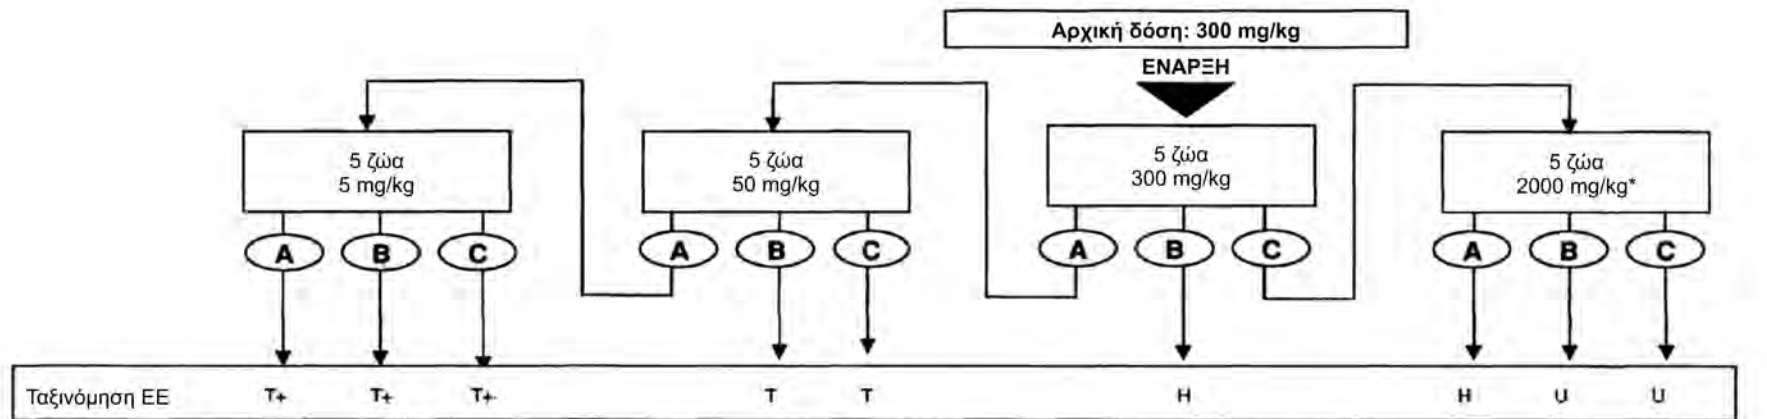 Αρχική δόση: 300 mg/kg
ΕΝΑΡΞΗ
5 ζώα
5 mg/kg
5 ζώα
50 mg/kg
5 ζώα
300 mg/kg
5 ζώα
2000 mg/kg*
A B C A B C A B C A B C
Ταξινόμηση ΕΕ T+ T+ T+ T T H H U U